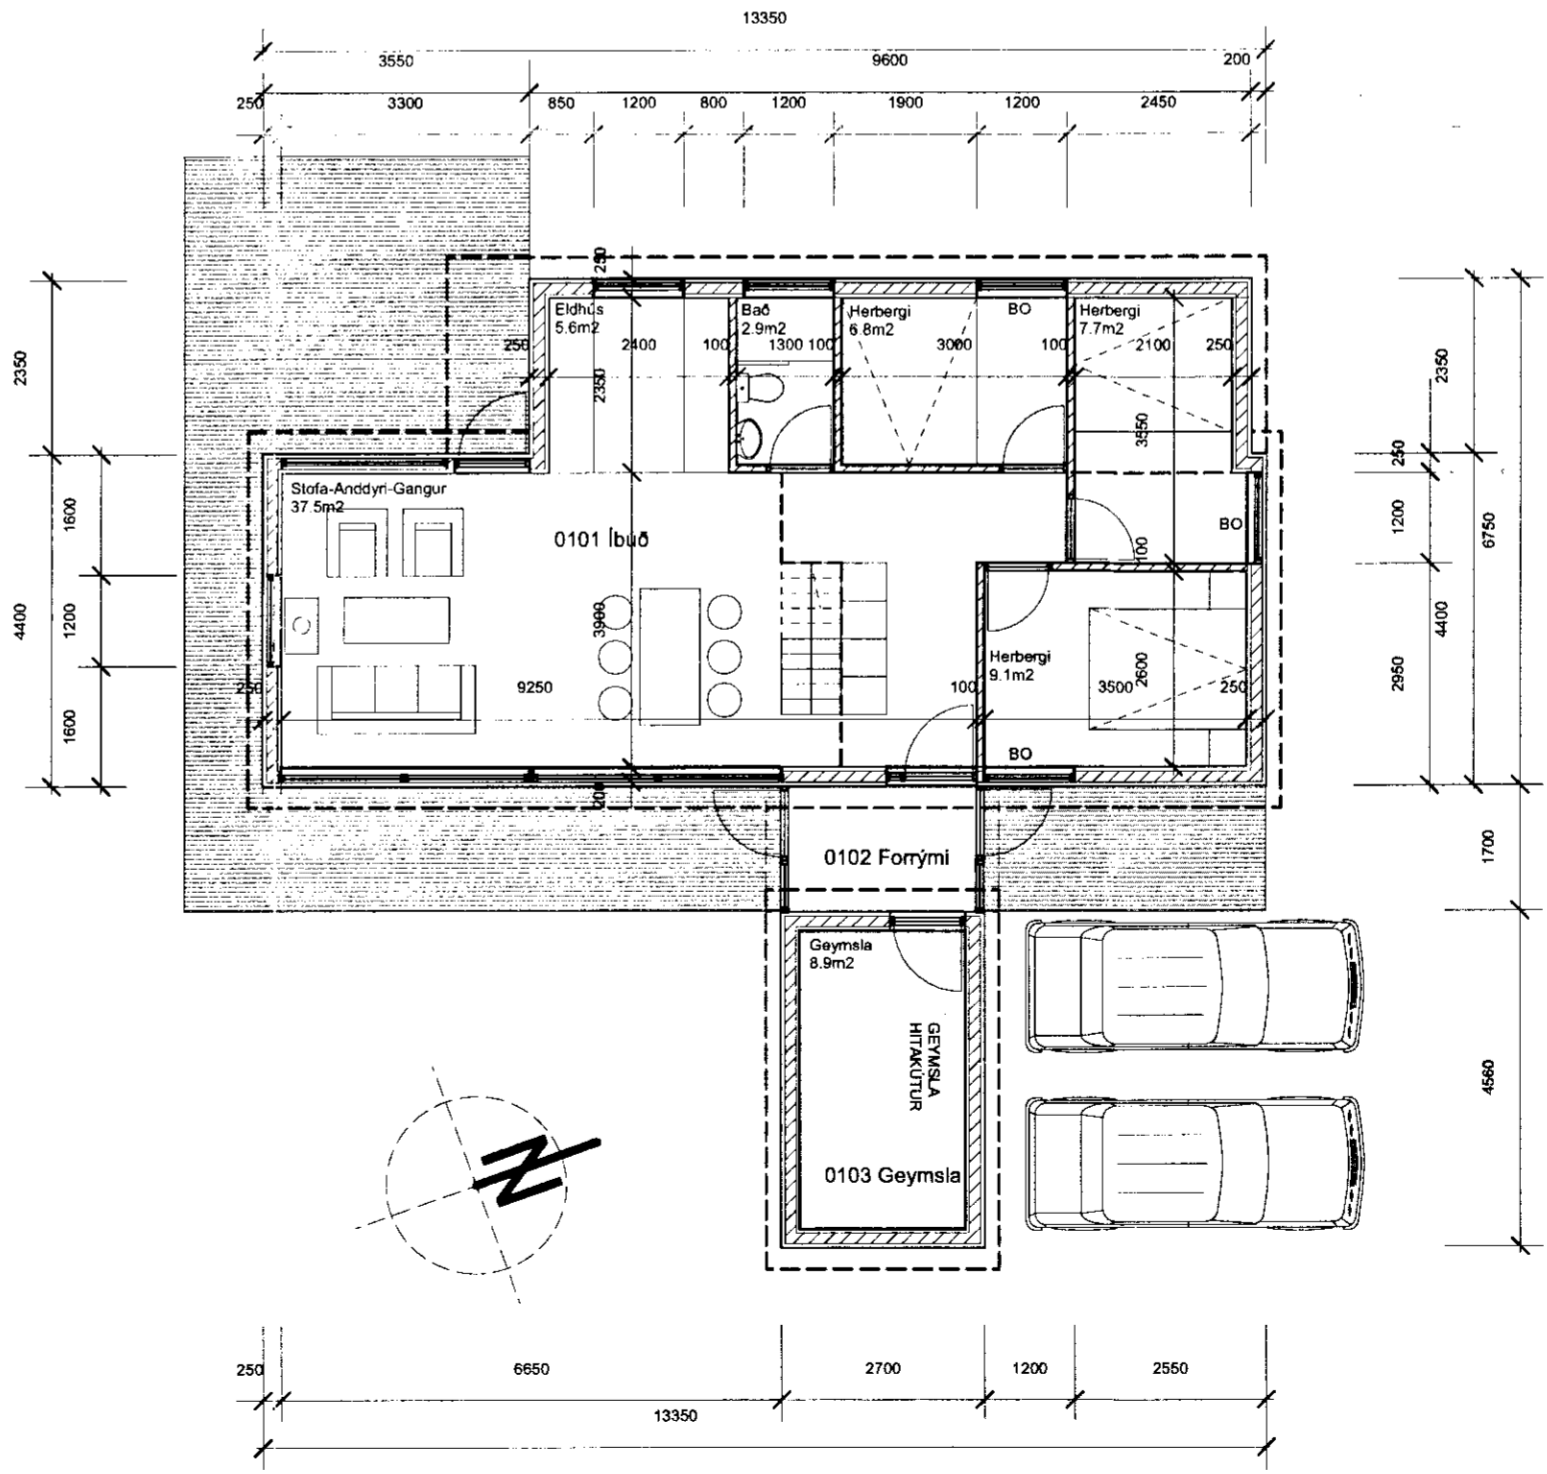 13350
3550 9600 200
250 3300 850 1200 800 1200 1900 1200 2450
250
Eldhús
5.6m2
Bað
2.9m2
Herbergi
6.8m2
BO
Herbergi
7.7m2
250 2400 100 1300 100 3000 100 2100 250
2350
2350
3550
2350
250
Stofa-Anddyri-Gangur
37.5m2
0101 Íbúð
BO
1600
1200
6750
100
4400
1200
3900
4400
Herbergi
9.1m2
2600
2950
250 9250 100 3500 250
1600
BO
200
0102 Forrými
1700
Geymsla
8.9m2
GEYMSLA
HITAKÚTUR
4560
0103 Geymsla
N
250 6650 2700 1200 2550
13350